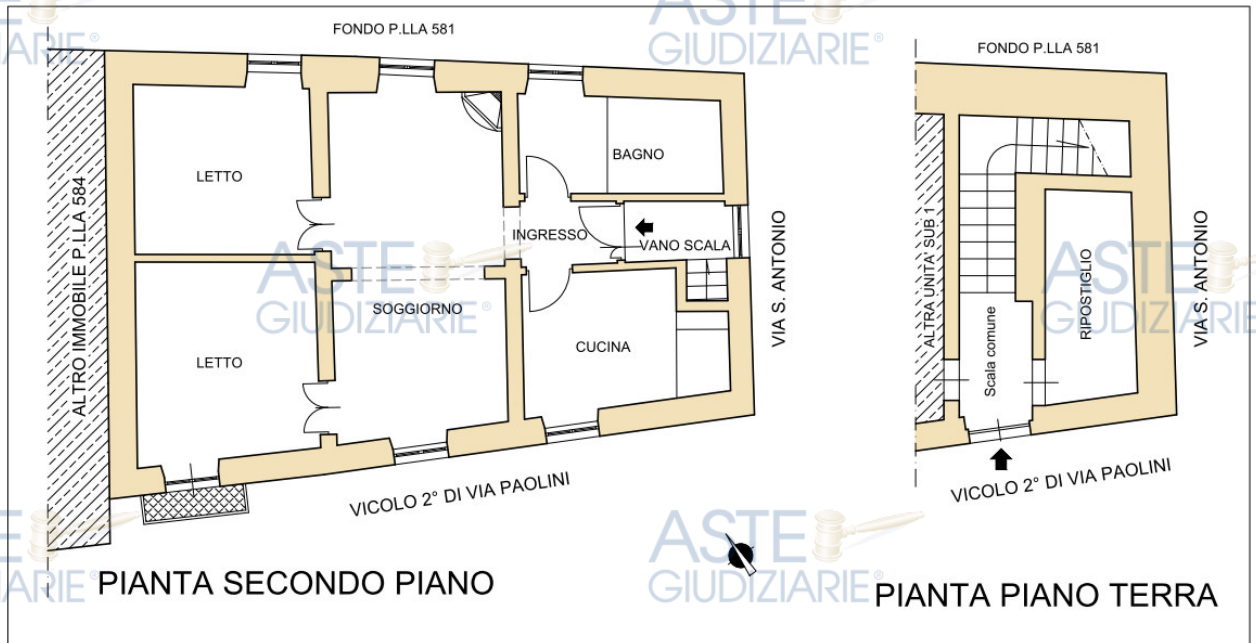 FONDO P.LLA 581
FONDO P.LLA 581
LETTO
BAGNO
INGRESSO
VANO SCALA
ALTRO IMMOBILE P.LLA 584
SOGGIORNO
LETTO
CUCINA
VIA S. ANTONIO
VICOLO 2° DI VIA PAOLINI
PIANTA SECONDO PIANO
ALTRA UNITA' SUB 1
Scala comune
RIPOSTIGLIO
VIA S. ANTONIO
VICOLO 2° DI VIA PAOLINI
PIANTA PIANO TERRA
ASTE
GIUDIZIARIE®
ASTE
GIUDIZIARIE®
ASTE
GIUDIZIARIE®
ASTE
GIUDIZIARIE®